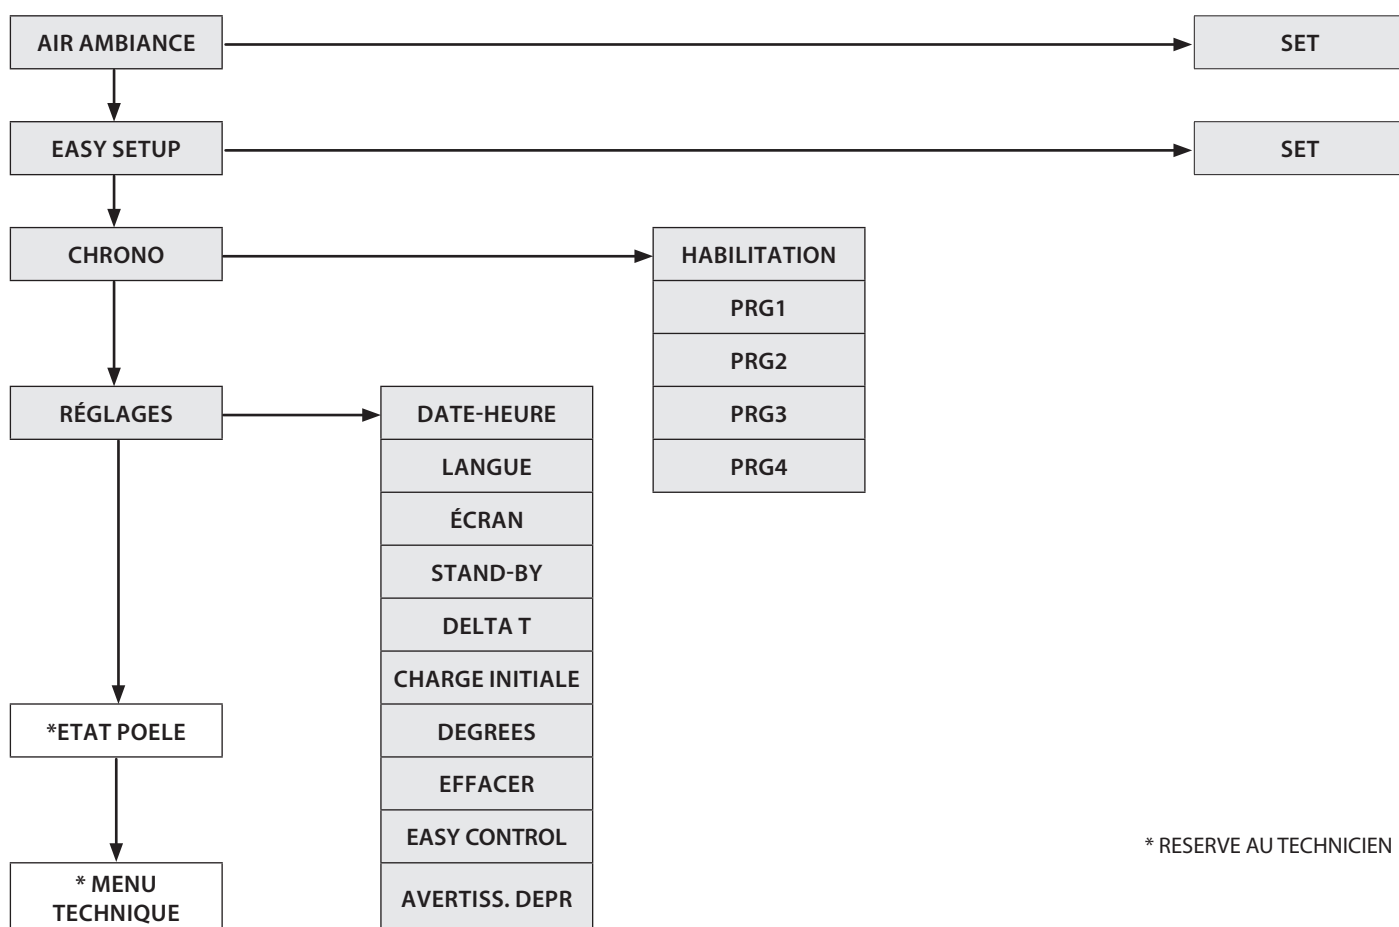 AIR AMBIANCE
SET
EASY SETUP
SET
CHRONO
HABILITATION
PRG1
PRG2
PRG3
PRG4
RÉGLAGES
DATE-HEURE
LANGUE
ÉCRAN
STAND-BY
DELTA T
CHARGE INITIALE
DEGREES
EFFACER
EASY CONTROL
AVERTISS. DEPR
*ETAT POELE
* MENU
TECHNIQUE
* RESERVE AU TECHNICIEN